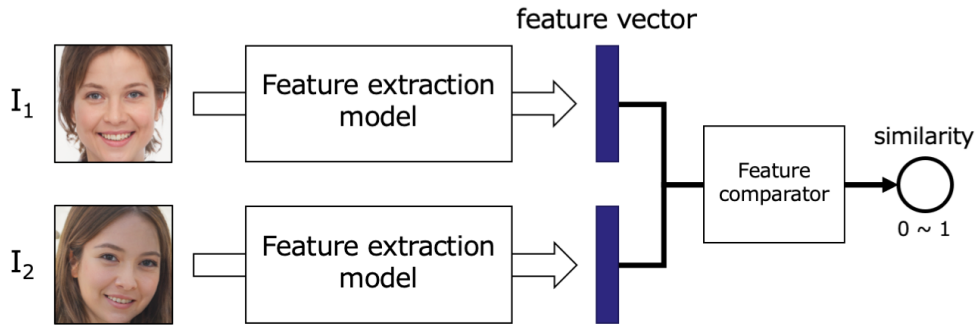 feature vector
I₁
Feature extraction
model
I₂
Feature extraction
model
Feature
comparator
similarity
0 ~ 1